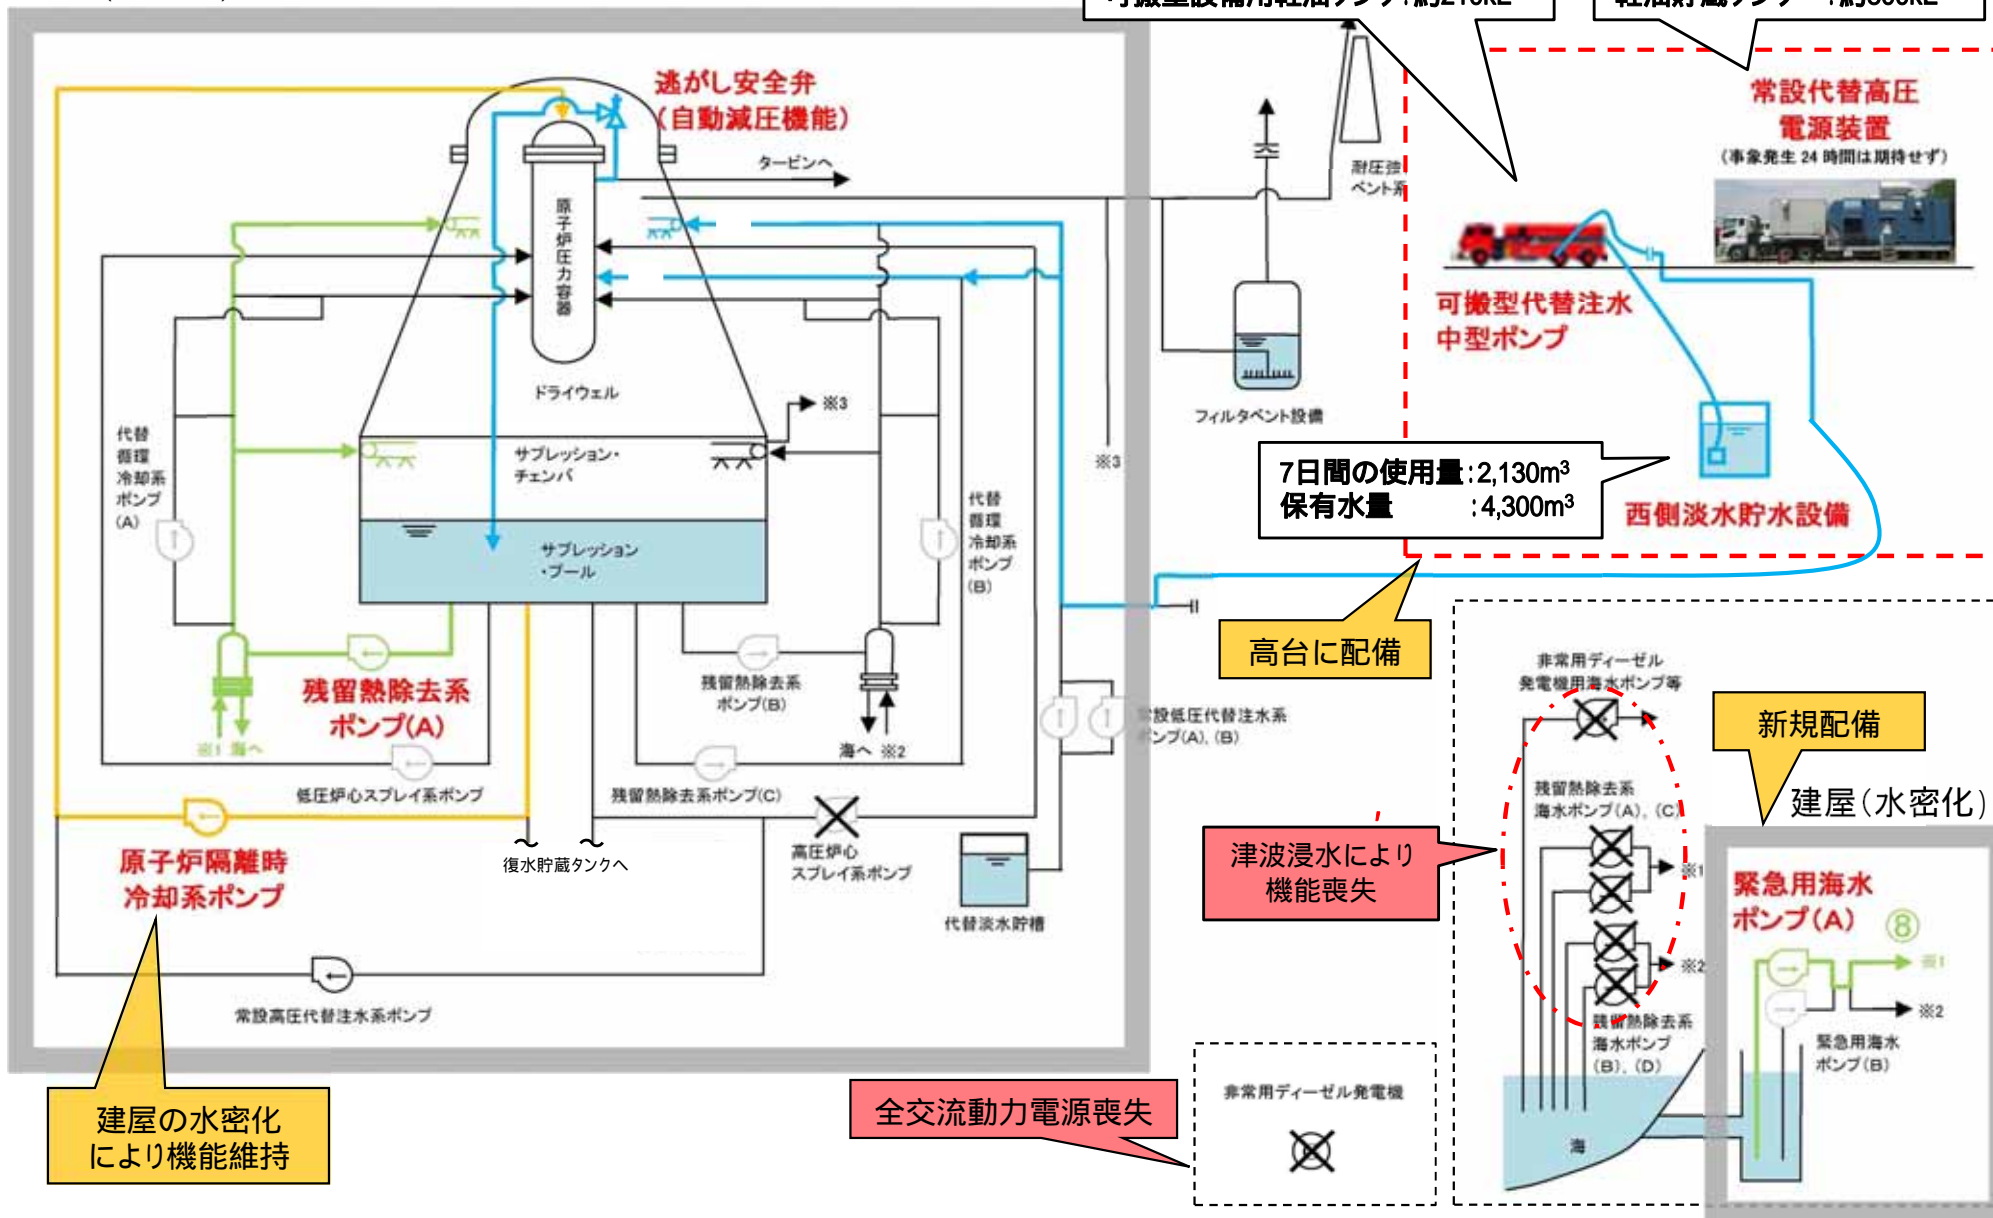 逃がし安全弁
(自動減圧機能)
タービンへ
原子炉圧力容器
ドライウェル
サプレッション・
チェンバ
サプレッション
・プール
※3
※3
代替
循環
冷却系
ポンプ
(A)
代替
循環
冷却系
ポンプ
(B)
残留熱除去系
ポンプ(A)
※1 海へ
残留熱除去系
ポンプ(B)
海へ ※2
低圧炉心スプレイ系ポンプ
残留熱除去系ポンプ(C)
原子炉隔離時
冷却系ポンプ
復水貯蔵タンクへ
高圧炉心
スプレイ系ポンプ
常設高圧代替注水系ポンプ
代替淡水貯槽
常設低圧代替注水系
ポンプ(A)、(B)
建屋の水密化
により機能維持
耐圧強
ベント系
フィルタベント設備
常設代替高圧
電源装置
(事象発生 24 時間は期待せず)
可搬型代替注水
中型ポンプ
7日間の使用量:2,130m³
保有水量 :4,300m³
西側淡水貯水設備
高台に配備
非常用ディーゼル
発電機用海水ポンプ等
新規配備
残留熱除去系
海水ポンプ(A)、(C)
建屋(水密化)
津波浸水により
機能喪失
※1
※2
緊急用海水
ポンプ(A)
⑧
※1
※2
緊急用海水
ポンプ(B)
残留熱除去系
海水ポンプ
(B)、(D)
海
全交流動力電源喪失
非常用ディーゼル発電機